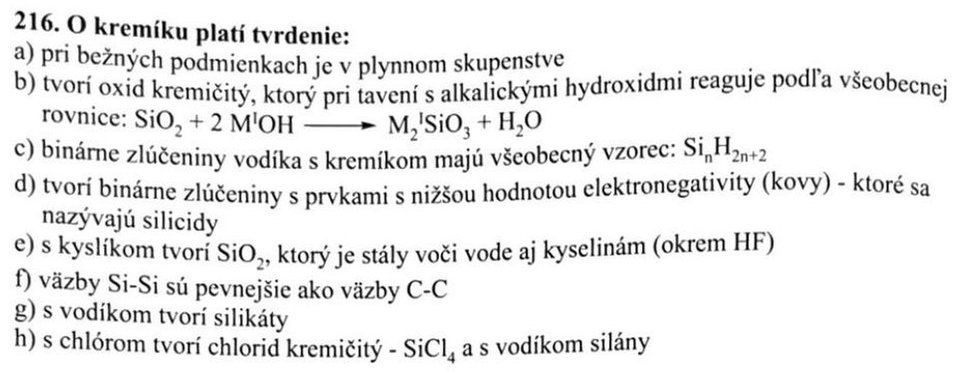 216. O kremíku platí tvrdenie:
a) pri bežných podmienkach je v plynnom skupenstve
b) tvorí oxid kremičitý, ktorý pri tavení s alkalickými hydroxidmi reaguje podľa všeobecnej
rovnice: SiO₂ + 2 MᴵOH ⟶ M₂ᴵSiO₃ + H₂O
c) binárne zlúčeniny vodíka s kremíkom majú všeobecný vzorec: SiₙH₂ₙ₊₂
d) tvorí binárne zlúčeniny s prvkami s nižšou hodnotou elektronegativity (kovy) - ktoré sa
nazývajú silicidy
e) s kyslíkom tvorí SiO₂, ktorý je stály voči vode aj kyselinám (okrem HF)
f) väzby Si-Si sú pevnejšie ako väzby C-C
g) s vodíkom tvorí silikáty
h) s chlórom tvorí chlorid kremičitý - SiCl₄ a s vodíkom silány